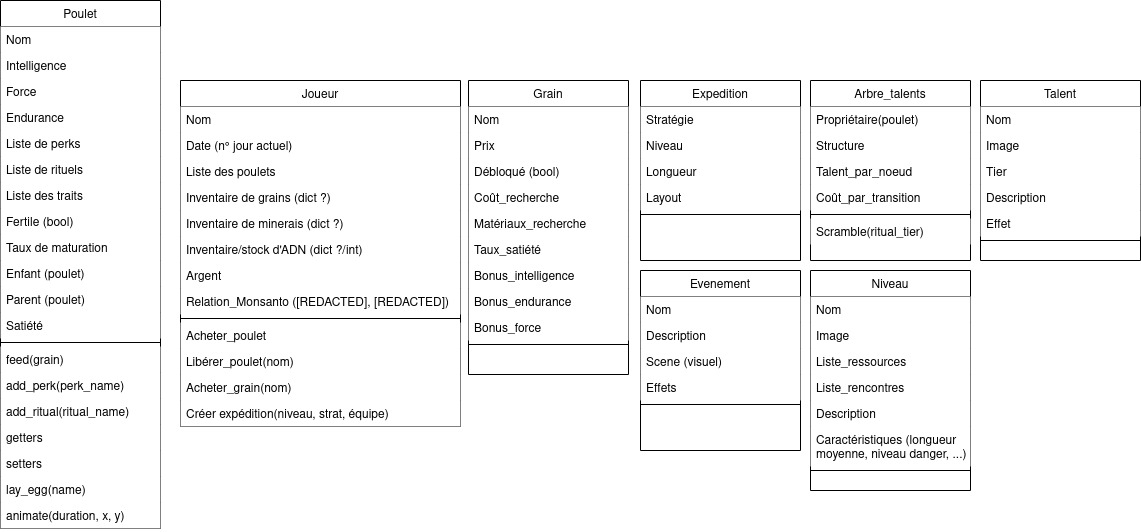 Poulet
Nom
Intelligence
Force
Endurance
Liste de perks
Liste de rituels
Liste des traits
Fertile (bool)
Taux de maturation
Enfant (poulet)
Parent (poulet)
Satiété
feed(grain)
add_perk(perk_name)
add_ritual(ritual_name)
getters
setters
lay_egg(name)
animate(duration, x, y)
Joueur
Nom
Date (n° jour actuel)
Liste des poulets
Inventaire de grains (dict ?)
Inventaire de minerais (dict ?)
Inventaire/stock d'ADN (dict ?/int)
Argent
Relation_Monsanto ([REDACTED], [REDACTED])
Acheter_poulet
Libérer_poulet(nom)
Acheter_grain(nom)
Créer expédition(niveau, strat, équipe)
Grain
Nom
Prix
Débloqué (bool)
Coût_recherche
Matériaux_recherche
Taux_satiété
Bonus_intelligence
Bonus_endurance
Bonus_force
Expedition
Stratégie
Niveau
Longueur
Layout
Evenement
Nom
Description
Scene (visuel)
Effets
Arbre_talents
Propriétaire(poulet)
Structure
Talent_par_noeud
Coût_par_transition
Scramble(ritual_tier)
Niveau
Nom
Image
Liste_ressources
Liste_rencontres
Description
Caractéristiques (longueur
moyenne, niveau danger, ...)
Talent
Nom
Image
Tier
Description
Effet